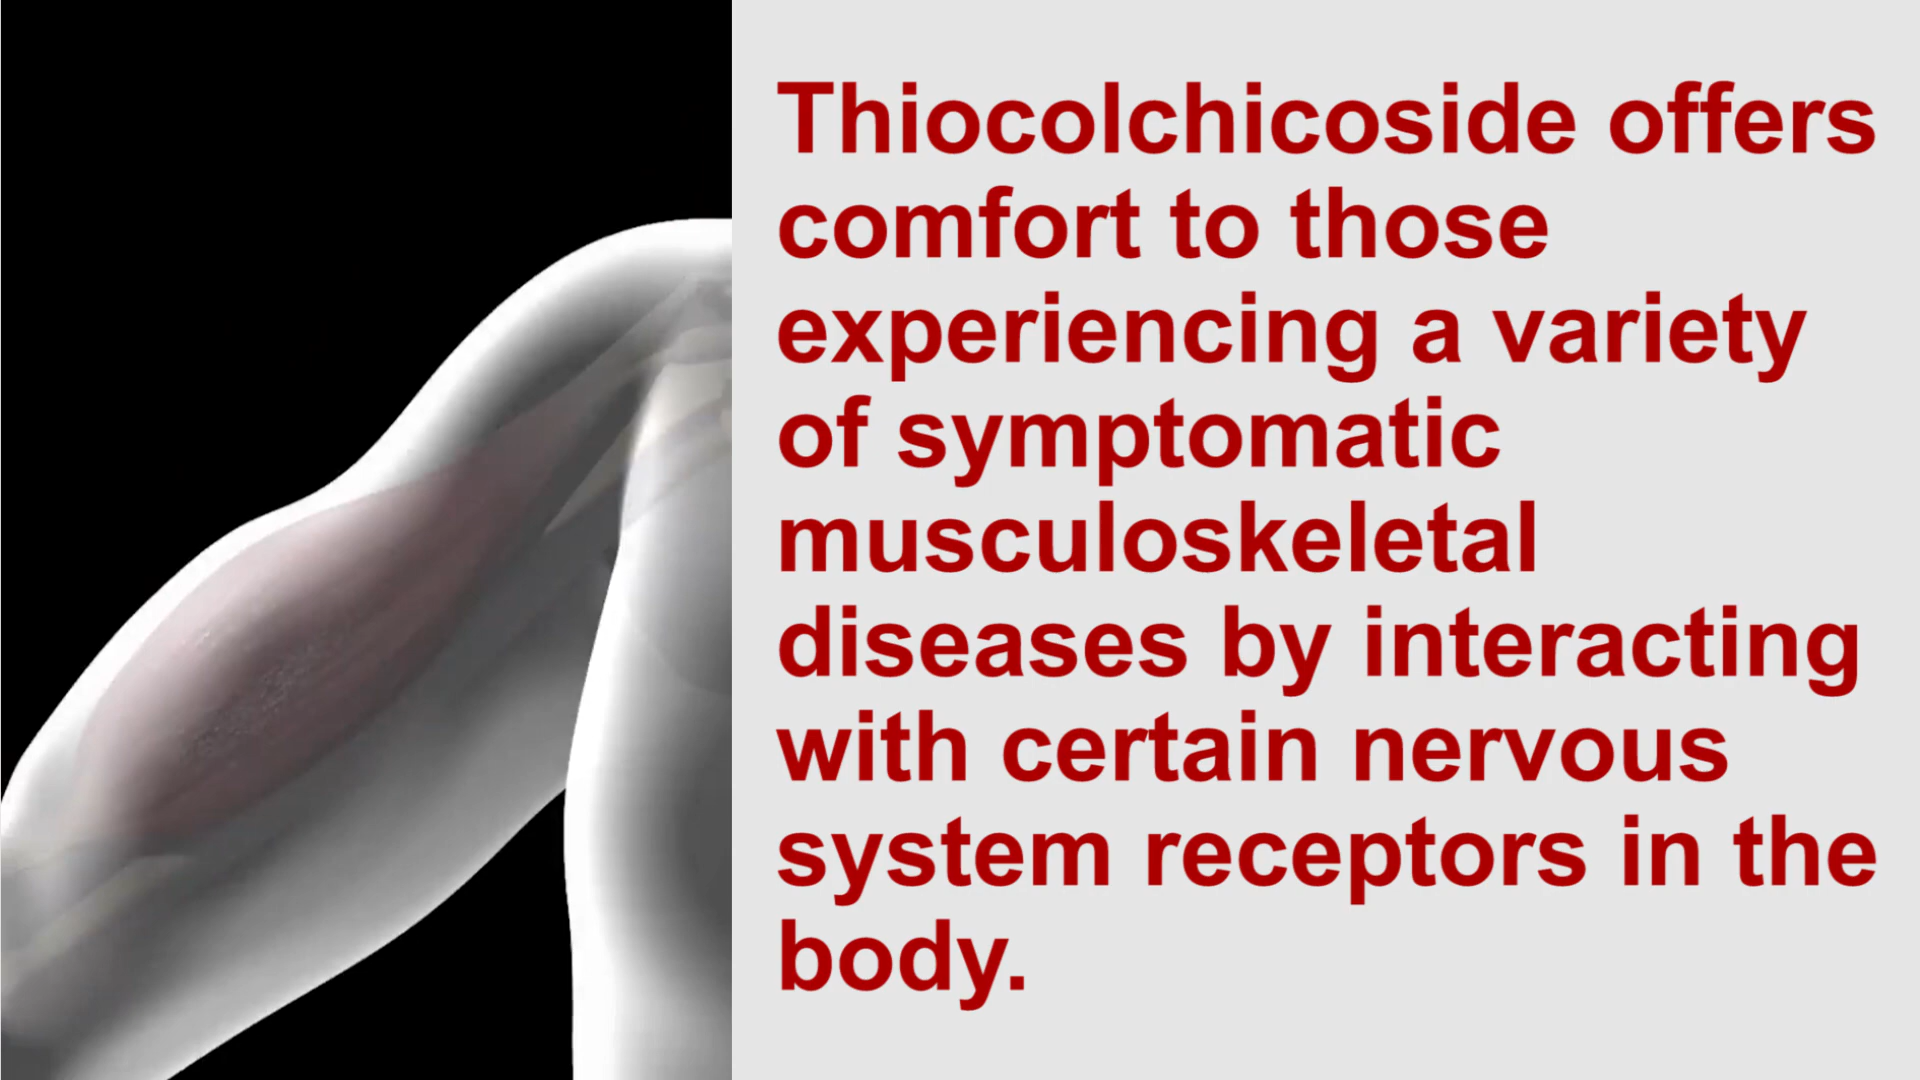 Thiocolchicoside offers
comfort to those
experiencing a variety
of symptomatic
musculoskeletal
diseases by interacting
with certain nervous
system receptors in the
body.